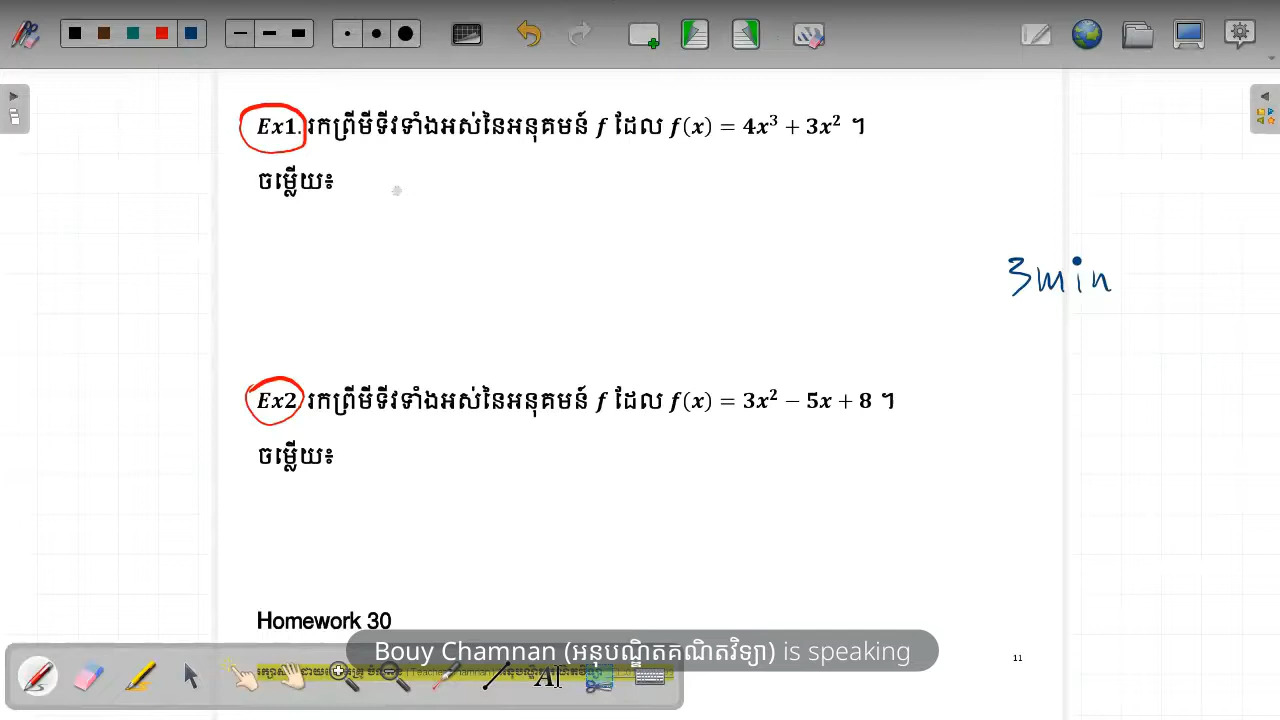 Ex1. រកព្រីមីទីវទាំងអស់នៃអនុគមន៍ f ដែល f(x) = 4x³ + 3x² ។
ចម្លើយ៖
3min
Ex2 រកព្រីមីទីវទាំងអស់នៃអនុគមន៍ f ដែល f(x) = 3x² − 5x + 8 ។
ចម្លើយ៖
Homework 30
Bouy Chamnan (អនុបណ្ឌិតគណិតវិទ្យា) is speaking
11